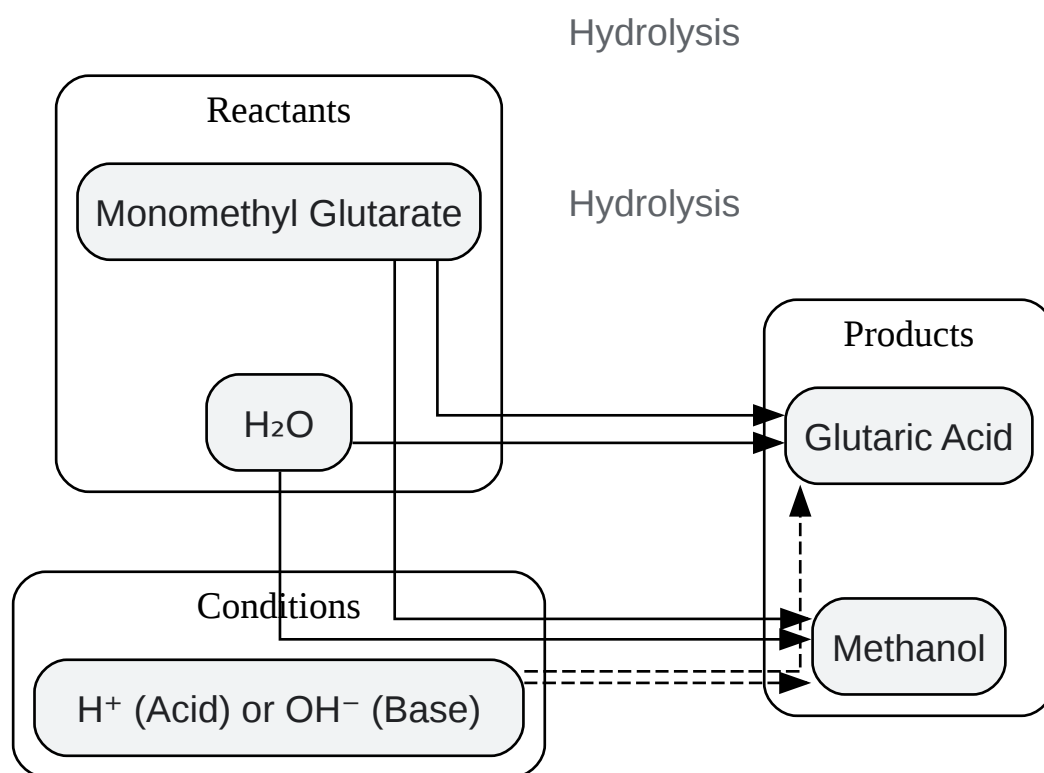 Hydrolysis
Reactants
Monomethyl Glutarate
Hydrolysis
Products
H₂O
Glutaric Acid
Conditions
Methanol
H⁺ (Acid) or OH⁻ (Base)